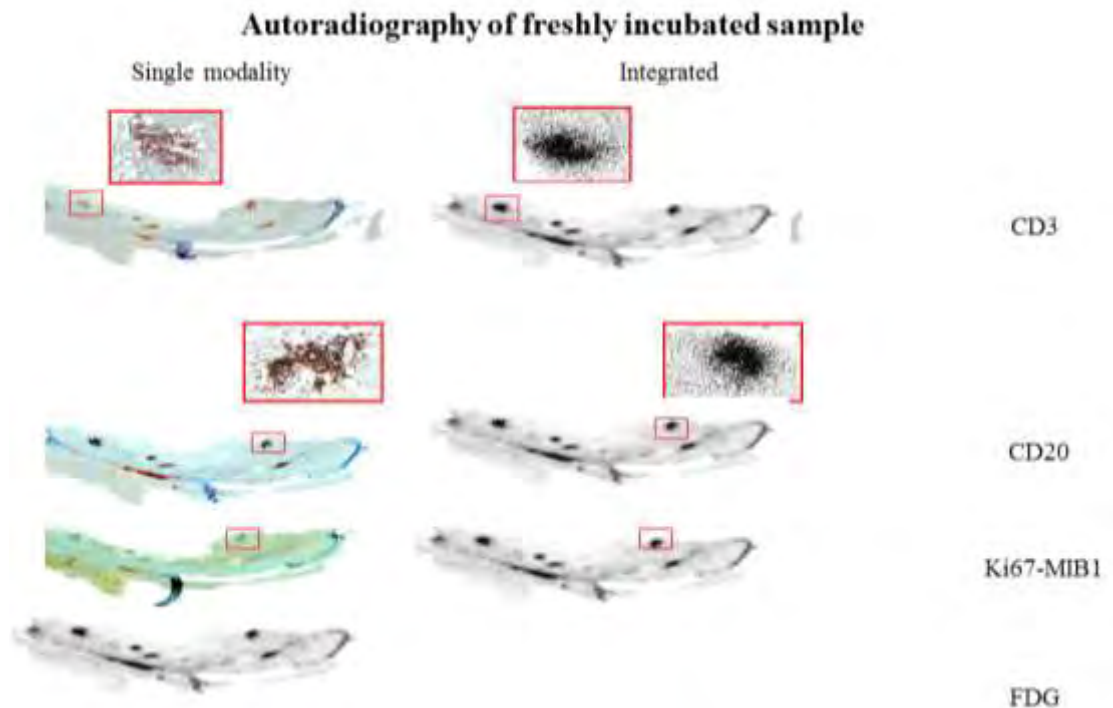 Autoradiography of freshly incubated sample
Single modality
Integrated
CD3
CD20
Ki67-MIB1
FDG